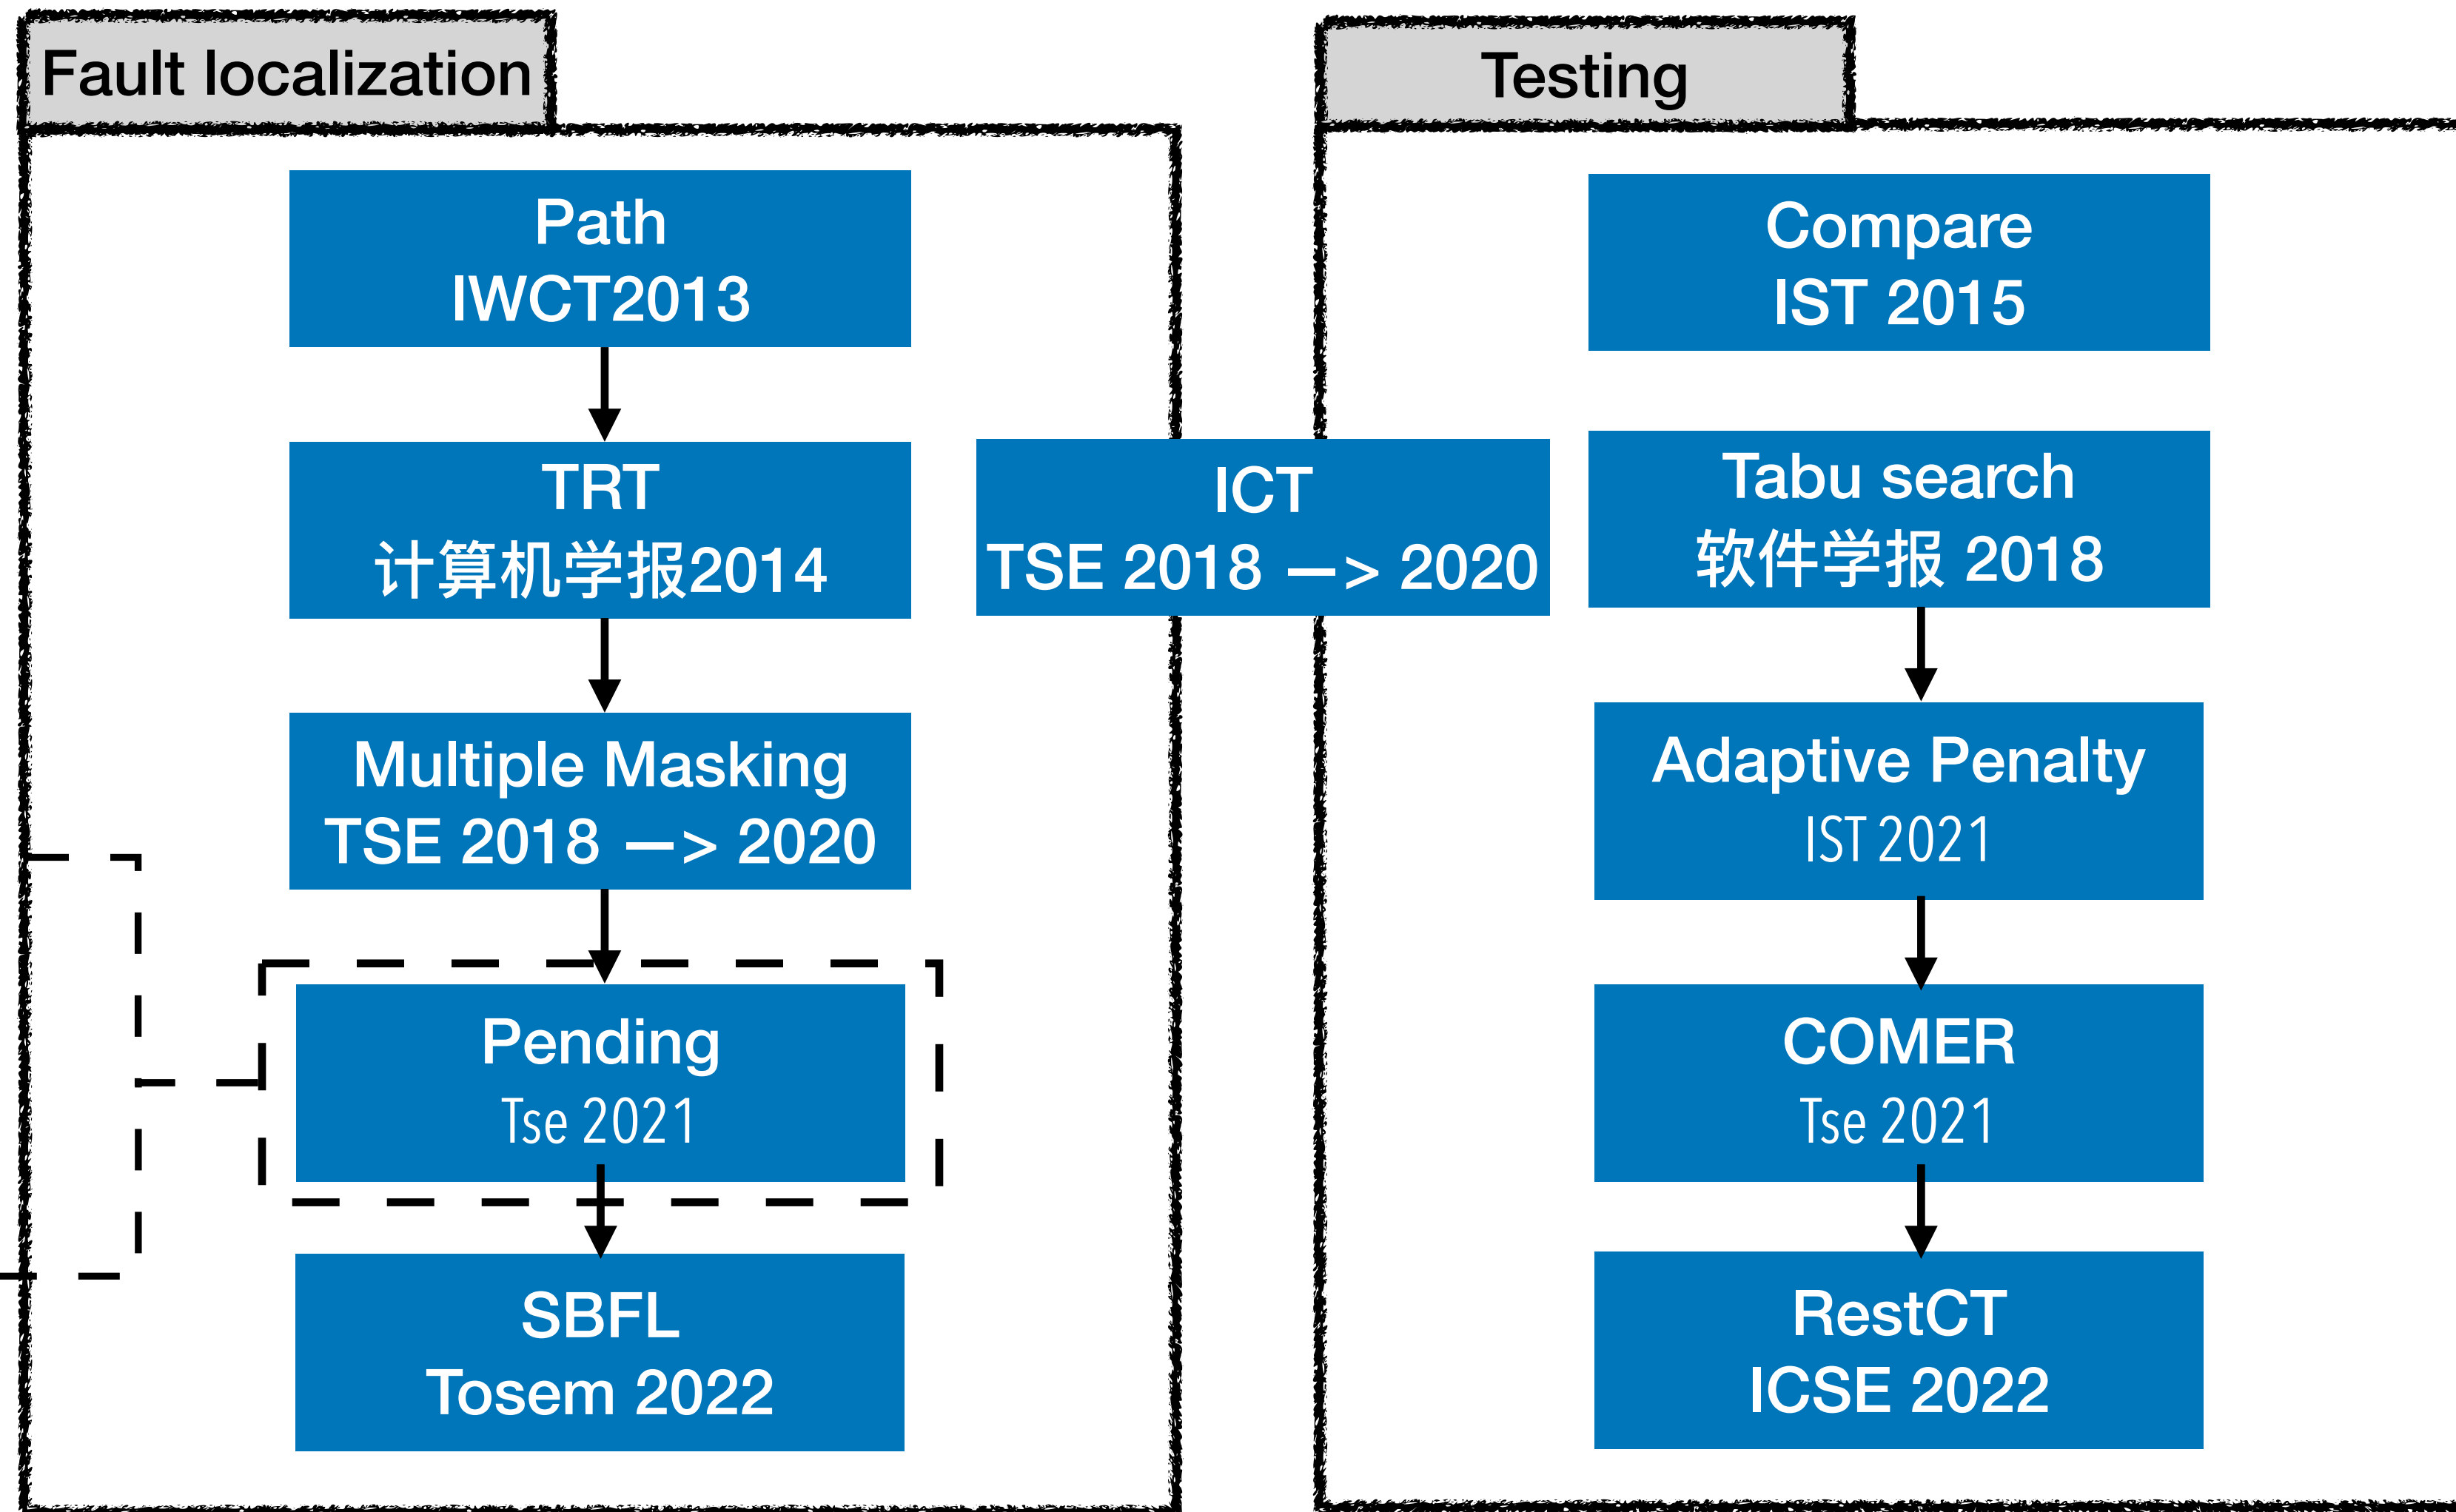 Fault localization
Path
IWCT2013
TRT
计算机学报2014
Multiple Masking
TSE 2018 —> 2020
Pending
Tse 2021
SBFL
Tosem 2022
ICT
TSE 2018 —> 2020
Testing
Compare
IST 2015
Tabu search
软件学报 2018
Adaptive Penalty
IST 2021
COMER
Tse 2021
RestCT
ICSE 2022